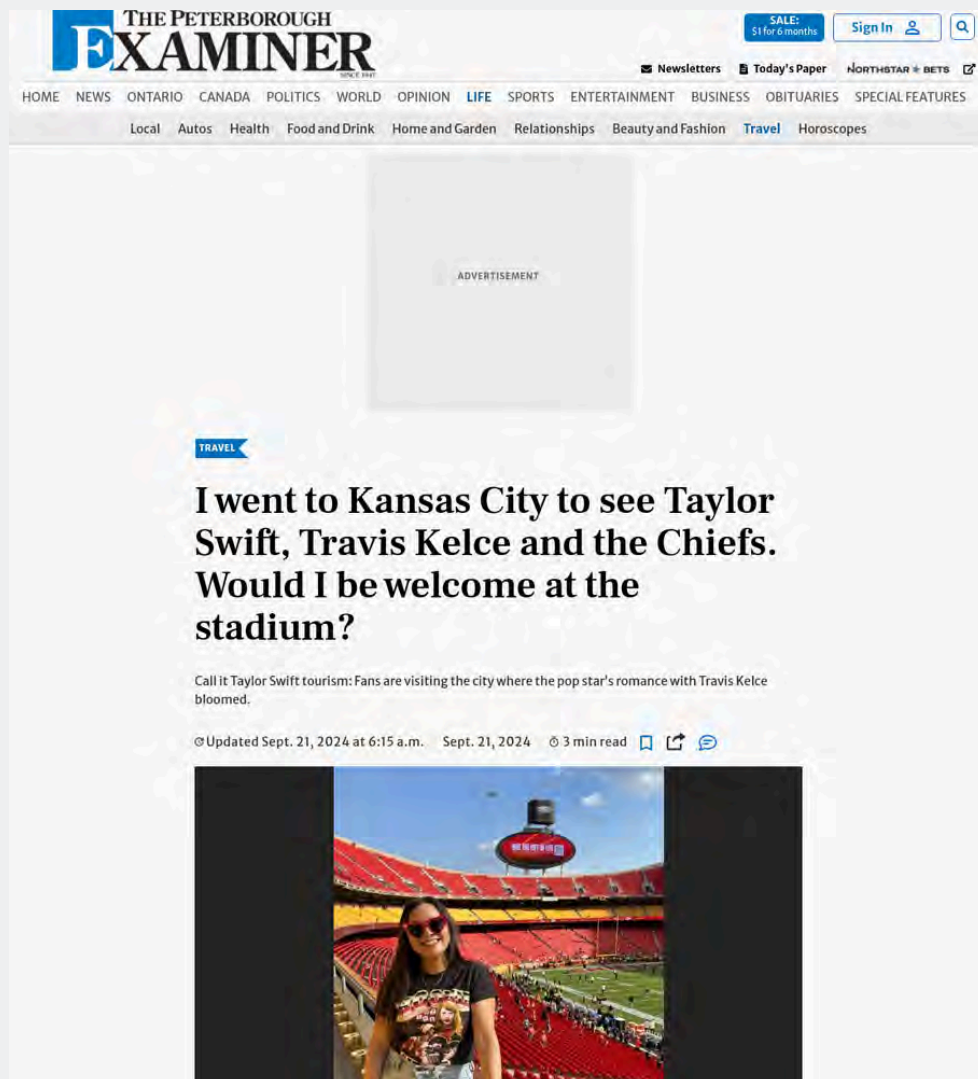 THE PETERBOROUGH
EXAMINER
SINCE 1847
SALE:
$1 for 6 months
Sign In
Newsletters Today's Paper NORTHSTAR BETS
HOME NEWS ONTARIO CANADA POLITICS WORLD OPINION LIFE SPORTS ENTERTAINMENT BUSINESS OBITUARIES SPECIAL FEATURES
Local Autos Health Food and Drink Home and Garden Relationships Beauty and Fashion Travel Horoscopes
ADVERTISEMENT
TRAVEL
I went to Kansas City to see Taylor
Swift, Travis Kelce and the Chiefs.
Would I be welcome at the
stadium?
Call it Taylor Swift tourism: Fans are visiting the city where the pop star's romance with Travis Kelce
bloomed.
Updated Sept. 21, 2024 at 6:15 a.m. Sept. 21, 2024 3 min read